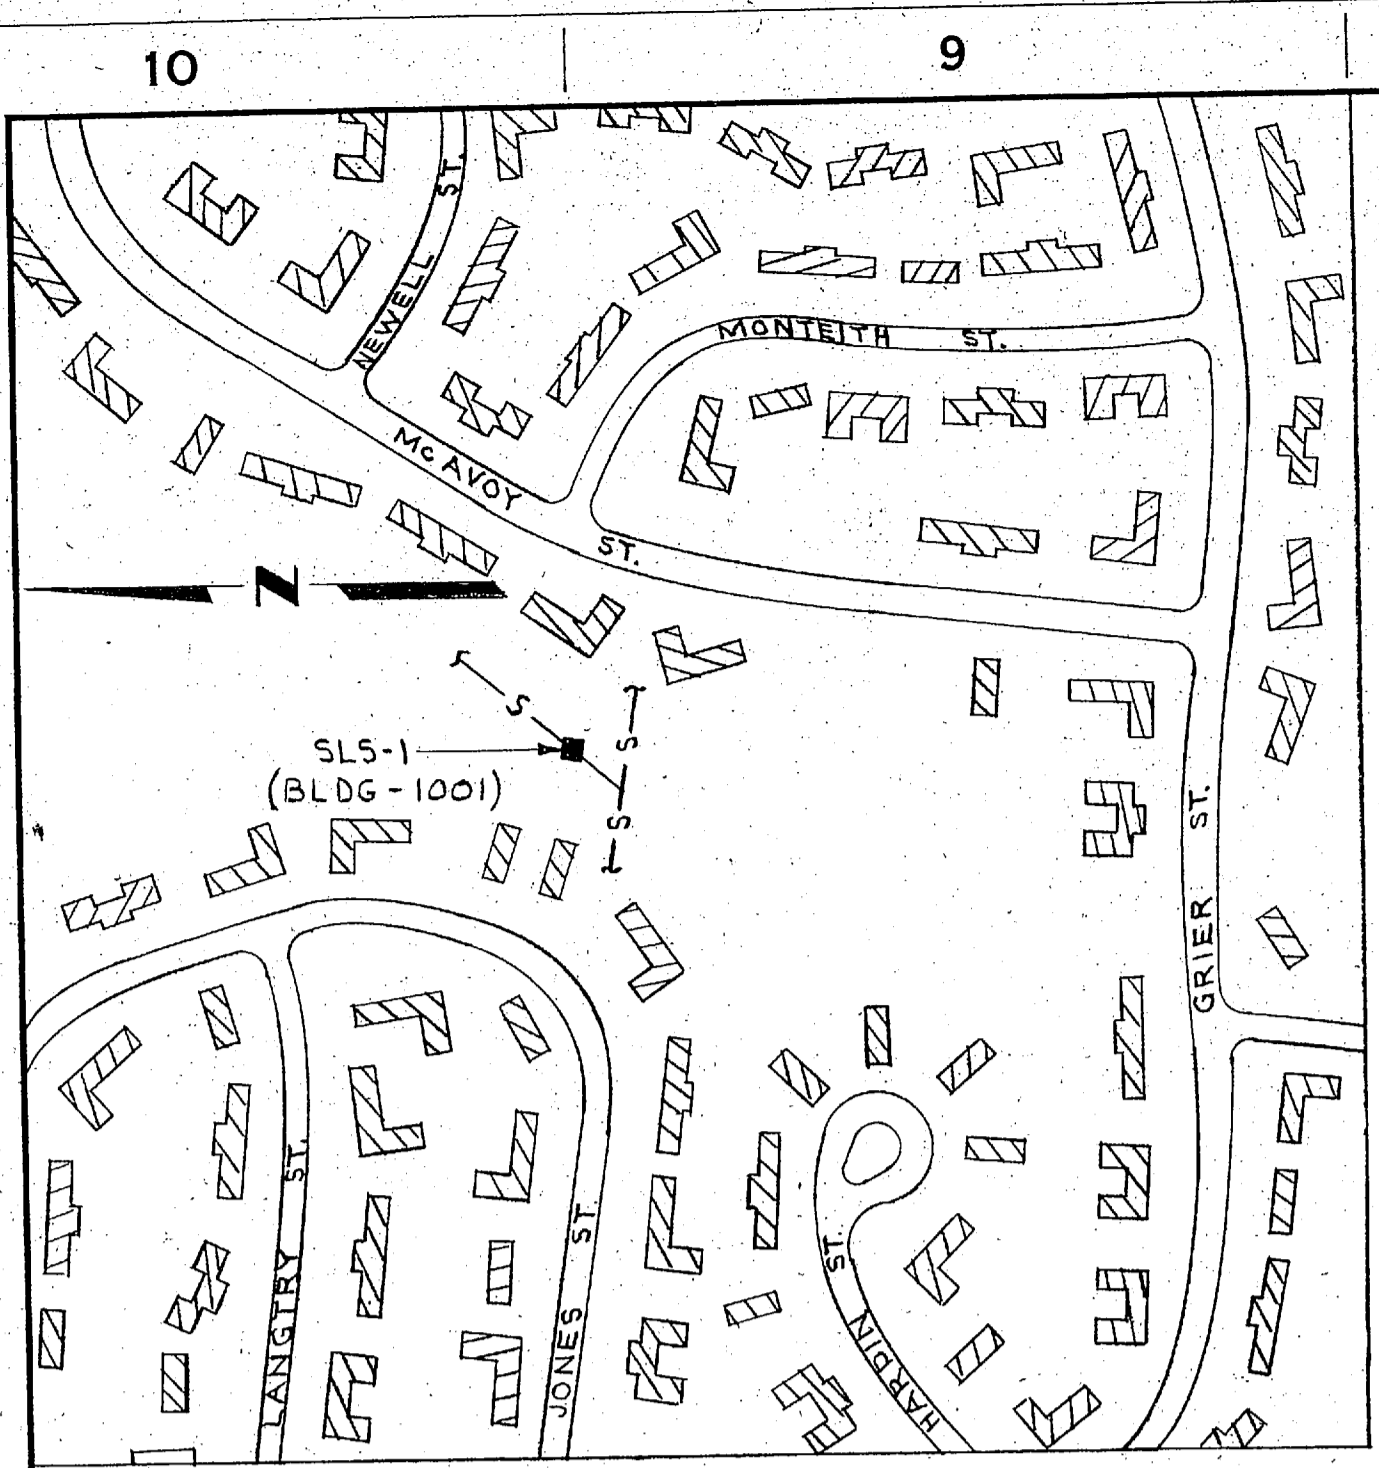 10
9
NEWELL ST.
MONTEITH ST.
McAVOY ST.
N
S
SLS-1
(BLDG-1001)
S
S
GRIER ST.
LANGTRY ST.
JONES ST
HARDIN ST.